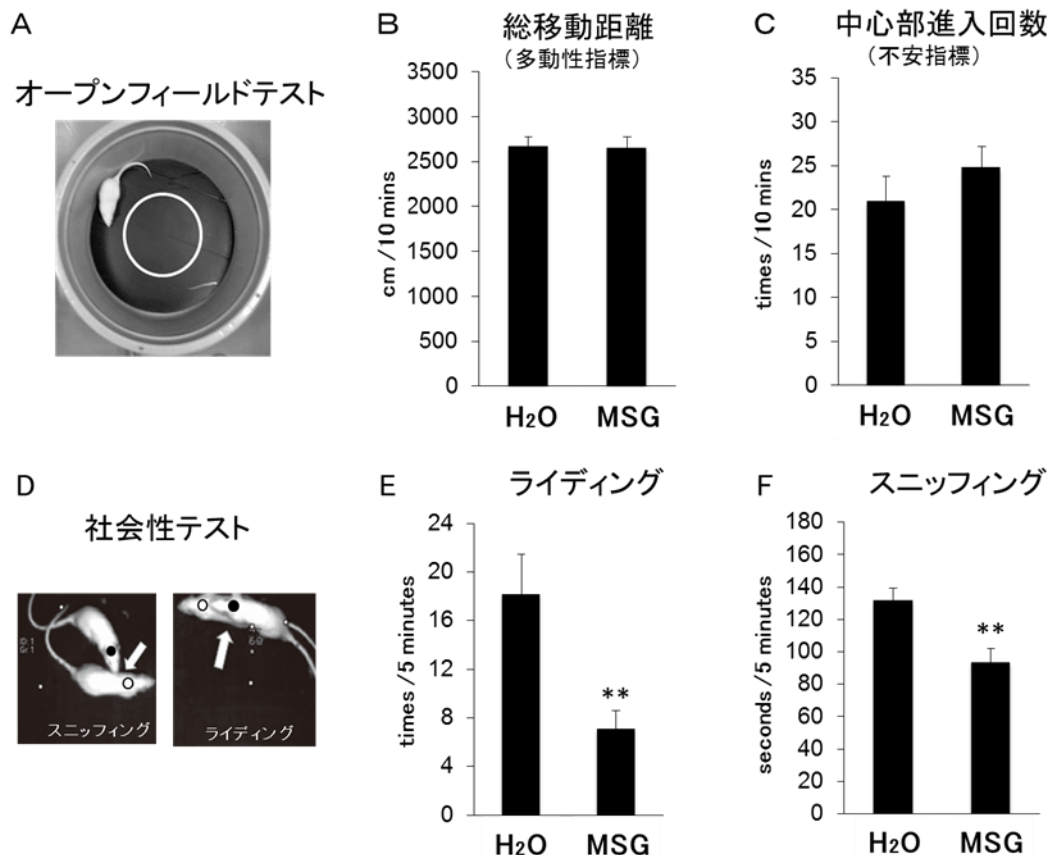 A
オープンフィールドテスト
B
総移動距離
(多動性指標)
cm /10 mins
3500
3000
2500
2000
1500
1000
500
0
H₂O
MSG
C
中心部進入回数
(不安指標)
times /10 mins
35
30
25
20
15
10
5
0
H₂O
MSG
D
社会性テスト
スニッフィング
ライディング
E
ライディング
times /5 minutes
24
20
16
12
8
4
0
**
H₂O
MSG
F
スニッフィング
seconds /5 minutes
180
160
140
120
100
80
60
40
20
0
**
H₂O
MSG